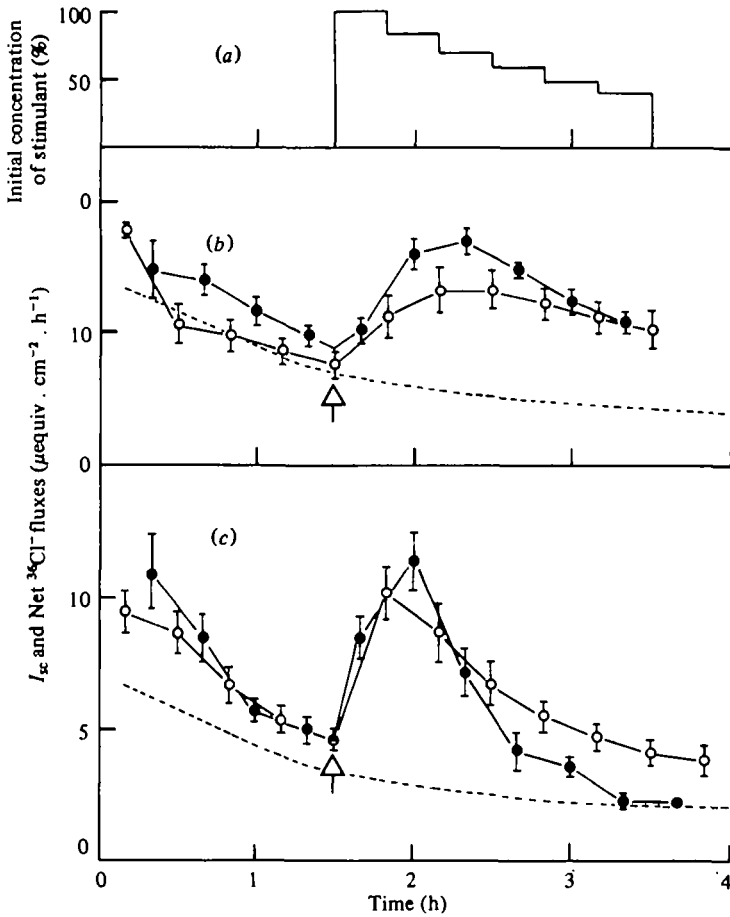 Initial concentration
of stimulant (%)
100
50
0
(a)
(b)
10
0
(c)
10
5
0
I_sc and Net ³⁶Cl⁻ fluxes (μequiv . cm⁻² . h⁻¹)
0
1
2
3
4
Time (h)